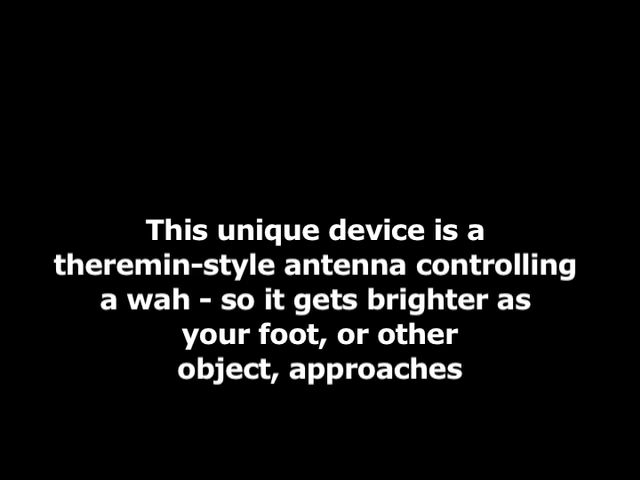 This unique device is a
theremin-style antenna controlling
a wah - so it gets brighter as
your foot, or other
object, approaches